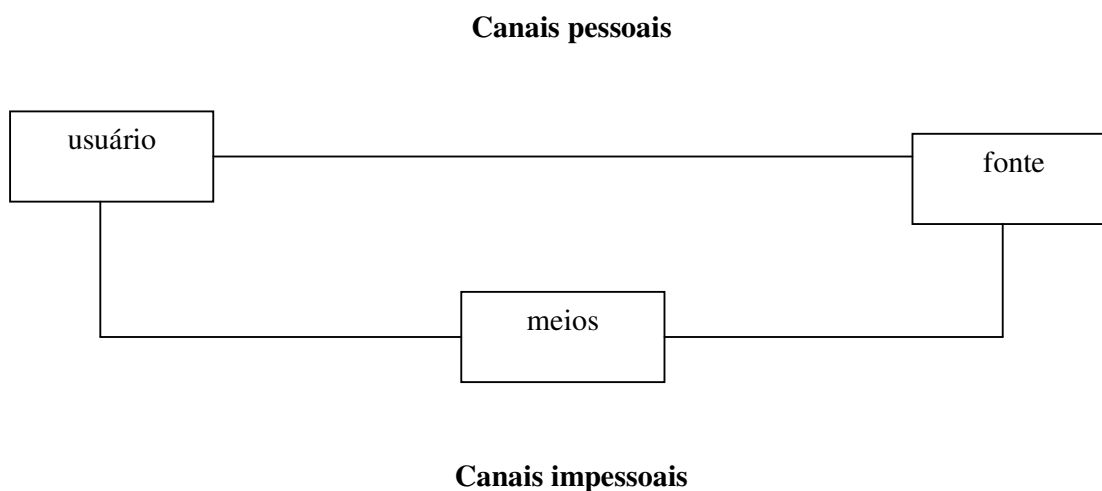 Canais pessoais
usuário
fonte
meios
Canais impessoais